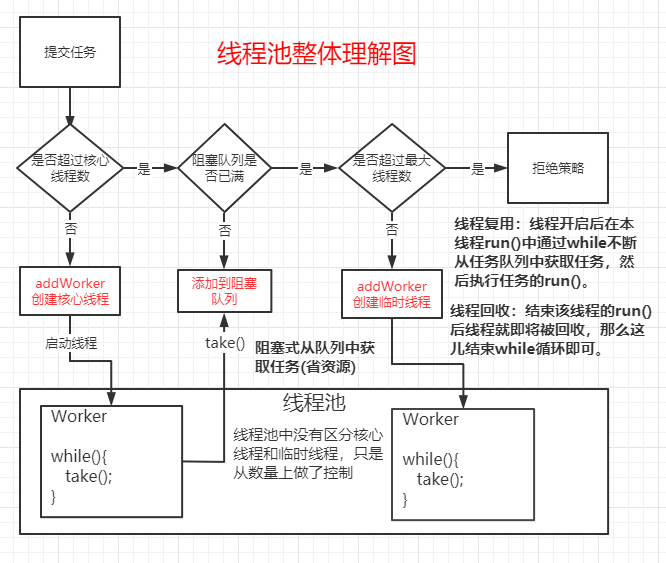 线程池整体理解图
提交任务
是否超过核心
线程数
是
阻塞队列是
否已满
是
是否超过最大
线程数
是
拒绝策略
否
否
否
addWorker
创建核心线程
添加到阻塞
队列
addWorker
创建临时线程
线程复用：线程开启后在本
线程run()中通过while不断
从任务队列中获取任务，然
后执行任务的run()。
线程回收：结束该线程的run()
后线程就即将被回收，那么这
儿结束while循环即可。
启动线程
take()
阻塞式从队列中获
取任务(省资源)
线程池
Worker
while(){
take();
}
线程池中没有区分核心
线程和临时线程，只是
从数量上做了控制
Worker
while(){
take();
}